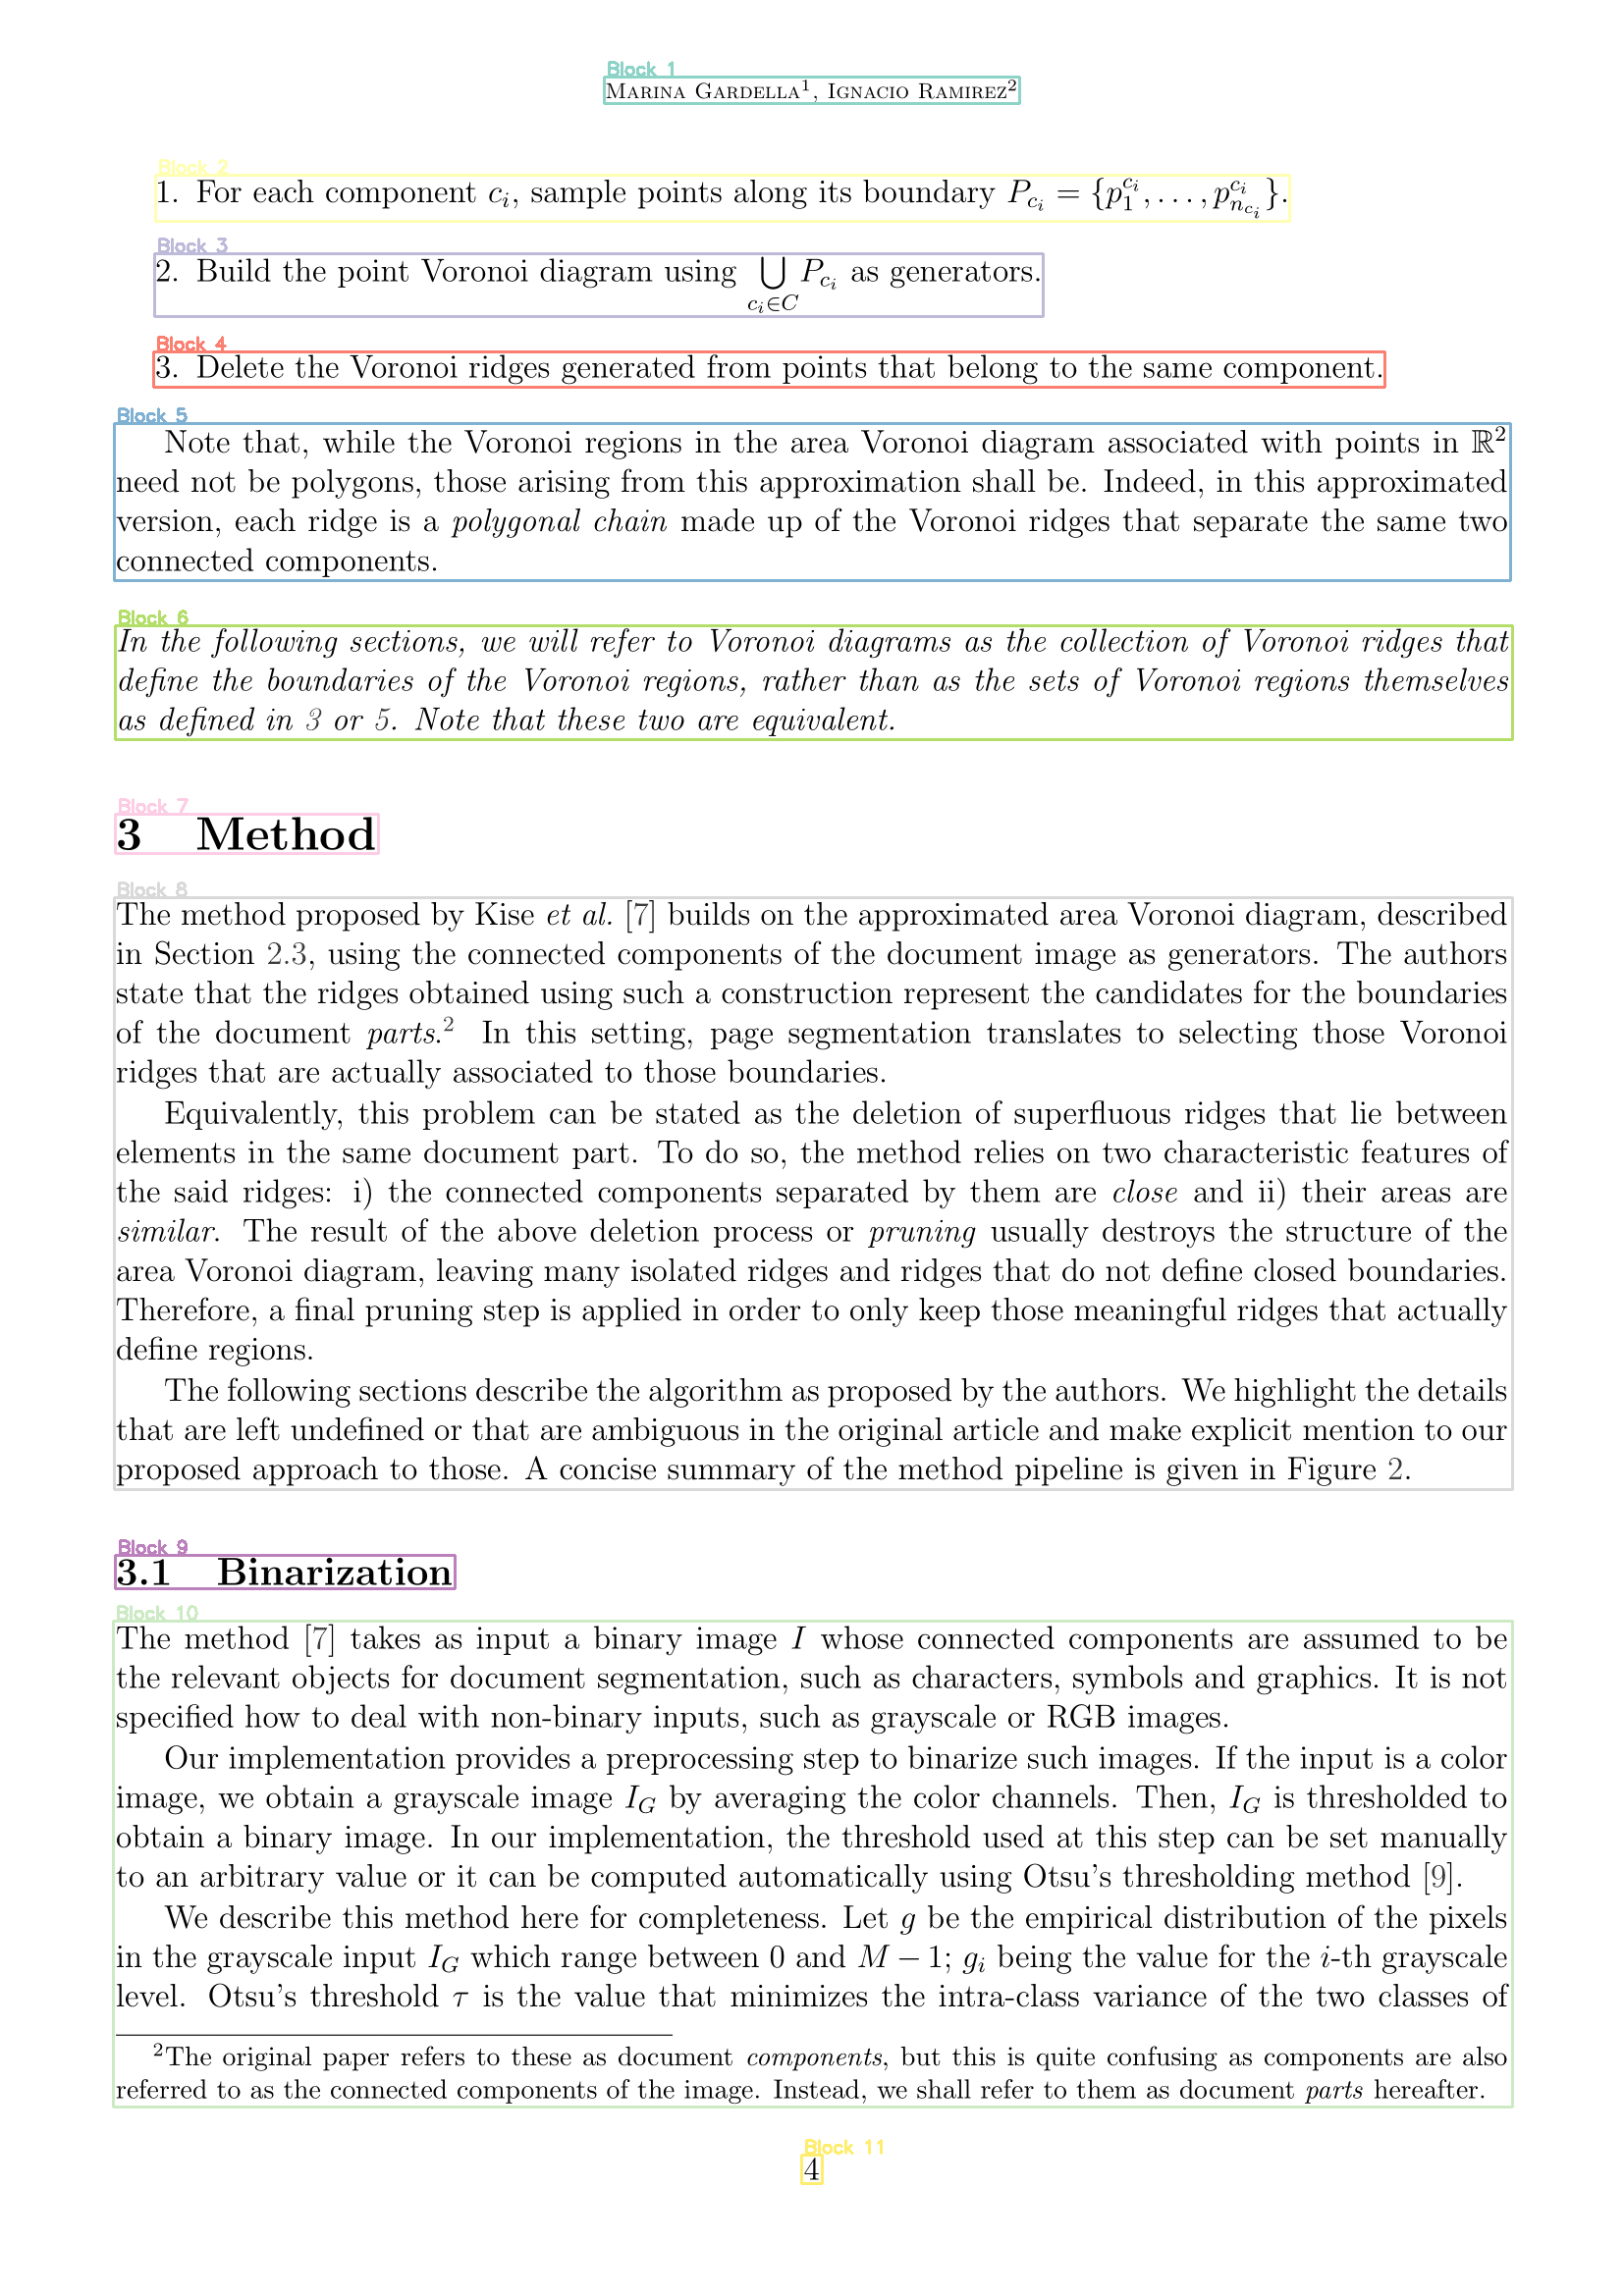 Block 1
Marina Gardella¹, Ignacio Ramirez²
Block 2
1. For each component $c_i$, sample points along its boundary $P_{c_i} = \{p_1^{c_i}, \ldots, p_{n_{c_i}}^{c_i}\}$.
Block 3
2. Build the point Voronoi diagram using $\bigcup_{c_i \in C} P_{c_i}$ as generators.
Block 4
3. Delete the Voronoi ridges generated from points that belong to the same component.
Block 5
Note that, while the Voronoi regions in the area Voronoi diagram associated with points in ℝ²
need not be polygons, those arising from this approximation shall be. Indeed, in this approximated
version, each ridge is a polygonal chain made up of the Voronoi ridges that separate the same two
connected components.
Block 6
In the following sections, we will refer to Voronoi diagrams as the collection of Voronoi ridges that
define the boundaries of the Voronoi regions, rather than as the sets of Voronoi regions themselves
as defined in 3 or 5. Note that these two are equivalent.
Block 7
3 Method
Block 8
The method proposed by Kise et al. [7] builds on the approximated area Voronoi diagram, described
in Section 2.3, using the connected components of the document image as generators. The authors
state that the ridges obtained using such a construction represent the candidates for the boundaries
of the document parts.² In this setting, page segmentation translates to selecting those Voronoi
ridges that are actually associated to those boundaries.
Equivalently, this problem can be stated as the deletion of superfluous ridges that lie between
elements in the same document part. To do so, the method relies on two characteristic features of
the said ridges: i) the connected components separated by them are close and ii) their areas are
similar. The result of the above deletion process or pruning usually destroys the structure of the
area Voronoi diagram, leaving many isolated ridges and ridges that do not define closed boundaries.
Therefore, a final pruning step is applied in order to only keep those meaningful ridges that actually
define regions.
The following sections describe the algorithm as proposed by the authors. We highlight the details
that are left undefined or that are ambiguous in the original article and make explicit mention to our
proposed approach to those. A concise summary of the method pipeline is given in Figure 2.
Block 9
3.1 Binarization
Block 10
The method [7] takes as input a binary image $I$ whose connected components are assumed to be
the relevant objects for document segmentation, such as characters, symbols and graphics. It is not
specified how to deal with non-binary inputs, such as grayscale or RGB images.
Our implementation provides a preprocessing step to binarize such images. If the input is a color
image, we obtain a grayscale image $I_G$ by averaging the color channels. Then, $I_G$ is thresholded to
obtain a binary image. In our implementation, the threshold used at this step can be set manually
to an arbitrary value or it can be computed automatically using Otsu's thresholding method [9].
We describe this method here for completeness. Let $g$ be the empirical distribution of the pixels
in the grayscale input $I_G$ which range between 0 and $M - 1$; $g_i$ being the value for the $i$-th grayscale
level. Otsu's threshold $\tau$ is the value that minimizes the intra-class variance of the two classes of
²The original paper refers to these as document components, but this is quite confusing as components are also
referred to as the connected components of the image. Instead, we shall refer to them as document parts hereafter.
Block 11
4